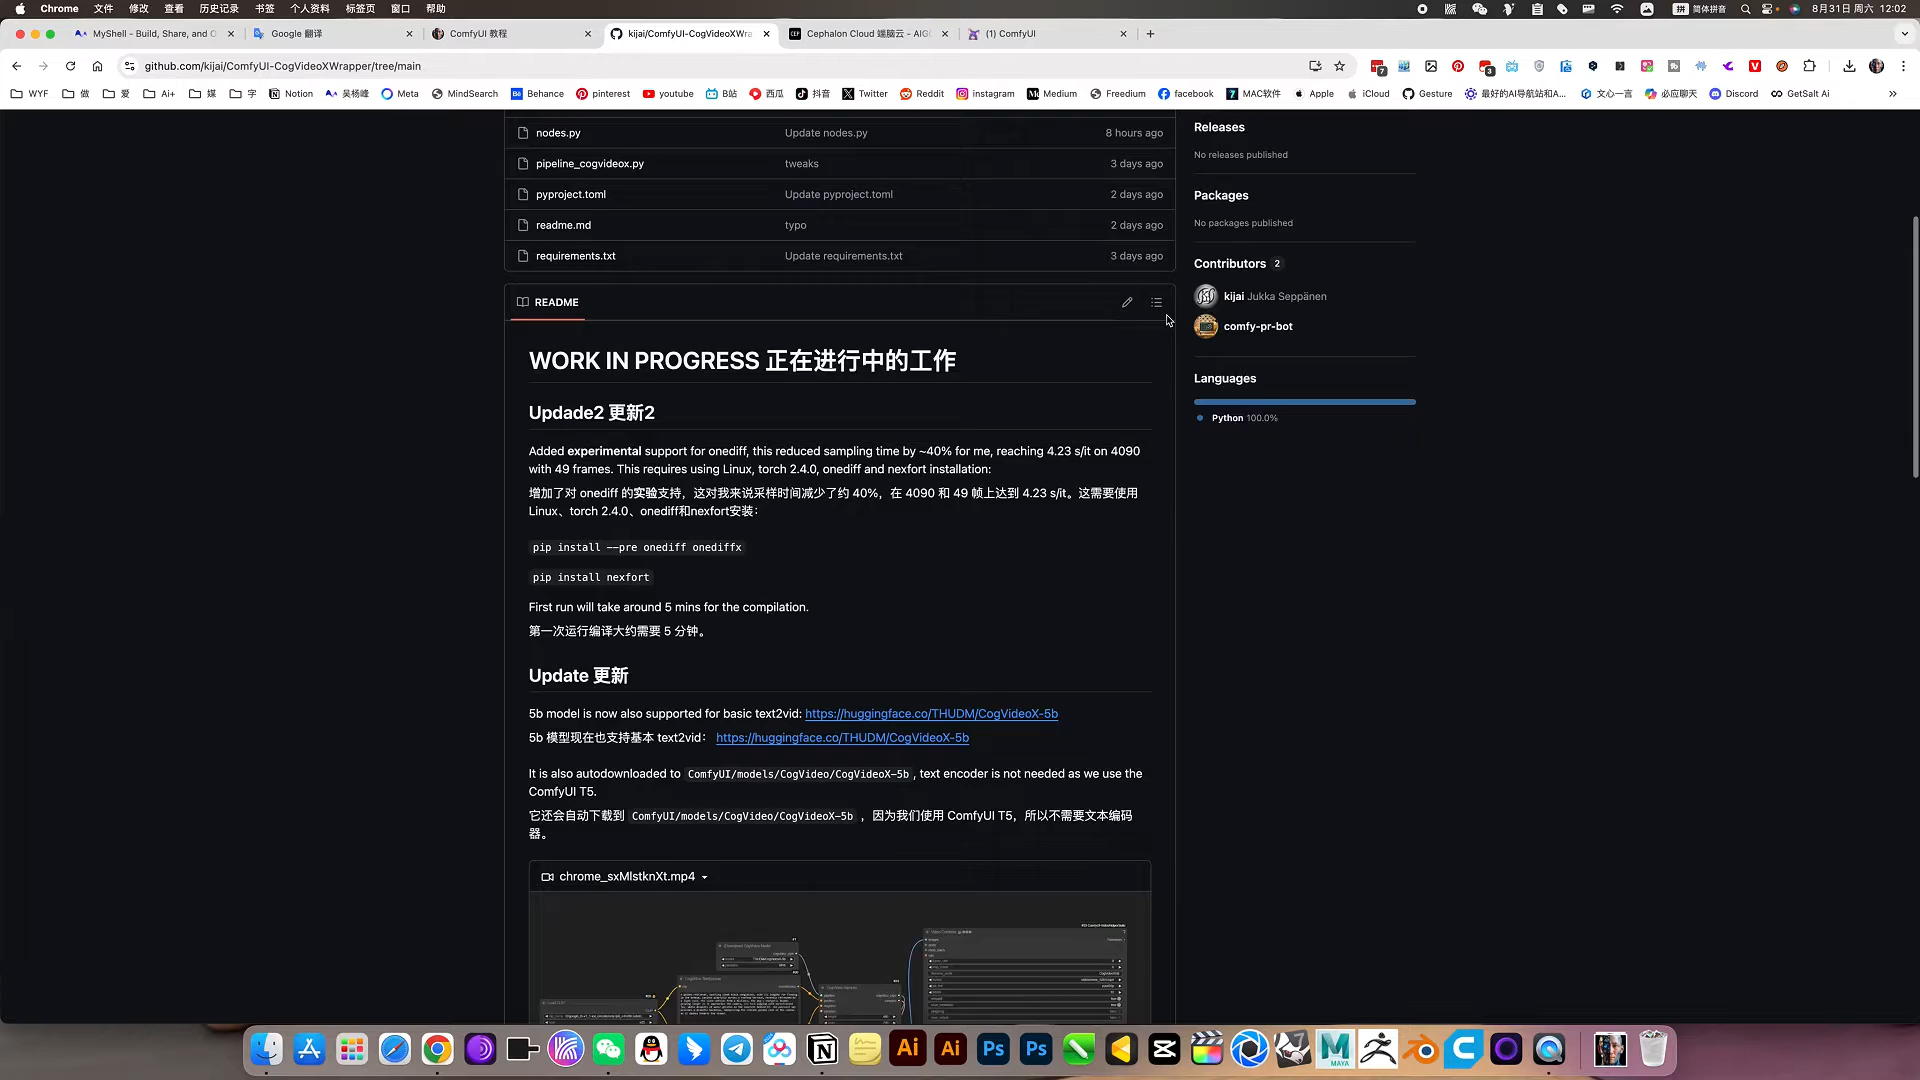 Chrome 文件 修改 查看 历史记录 书签 个人资料 标签页 窗口 帮助 拼 简体拼音 8月31日 周六 12:02
MyShell - Build, Share, and O Google 翻译 ComfyUI 教程 kijai/ComfyUI-CogVideoXWra Cephalon Cloud 端脑云 - AIG (1) ComfyUI
github.com/kijai/ComfyUI-CogVideoXWrapper/tree/main
WYF 做 爱 Ai+ 媒 字 Notion 吴杨峰 Meta MindSearch Behance pinterest youtube B站 西瓜 抖音 Twitter Reddit instagram Medium Freedium facebook MAC软件 Apple iCloud Gesture 最好的AI导航站和A... 文心一言 必应聊天 Discord GetSalt Ai
nodes.py Update nodes.py 8 hours ago
pipeline_cogvideox.py tweaks 3 days ago
pyproject.toml Update pyproject.toml 2 days ago
readme.md typo 2 days ago
requirements.txt Update requirements.txt 3 days ago
Releases
No releases published
Packages
No packages published
Contributors 2
kijai Jukka Seppänen
comfy-pr-bot
Languages
Python 100.0%
README
WORK IN PROGRESS 正在进行中的工作
Updade2 更新2
Added experimental support for onediff, this reduced sampling time by ~40% for me, reaching 4.23 s/it on 4090
with 49 frames. This requires using Linux, torch 2.4.0, onediff and nexfort installation:
增加了对 onediff 的实验支持，这对我来说采样时间减少了约 40%，在 4090 和 49 帧上达到 4.23 s/it。这需要使用
Linux、torch 2.4.0、onediff和nexfort安装：
pip install --pre onediff onediffx
pip install nexfort
First run will take around 5 mins for the compilation.
第一次运行编译大约需要 5 分钟。
Update 更新
5b model is now also supported for basic text2vid: https://huggingface.co/THUDM/CogVideoX-5b
5b 模型现在也支持基本 text2vid： https://huggingface.co/THUDM/CogVideoX-5b
It is also autodownloaded to ComfyUI/models/CogVideo/CogVideoX-5b, text encoder is not needed as we use the
ComfyUI T5.
它还会自动下载到 ComfyUI/models/CogVideo/CogVideoX-5b ，因为我们使用 ComfyUI T5，所以不需要文本编码
器。
chrome_sxMlstknXt.mp4
Ai Ai Ps Ps MAYA